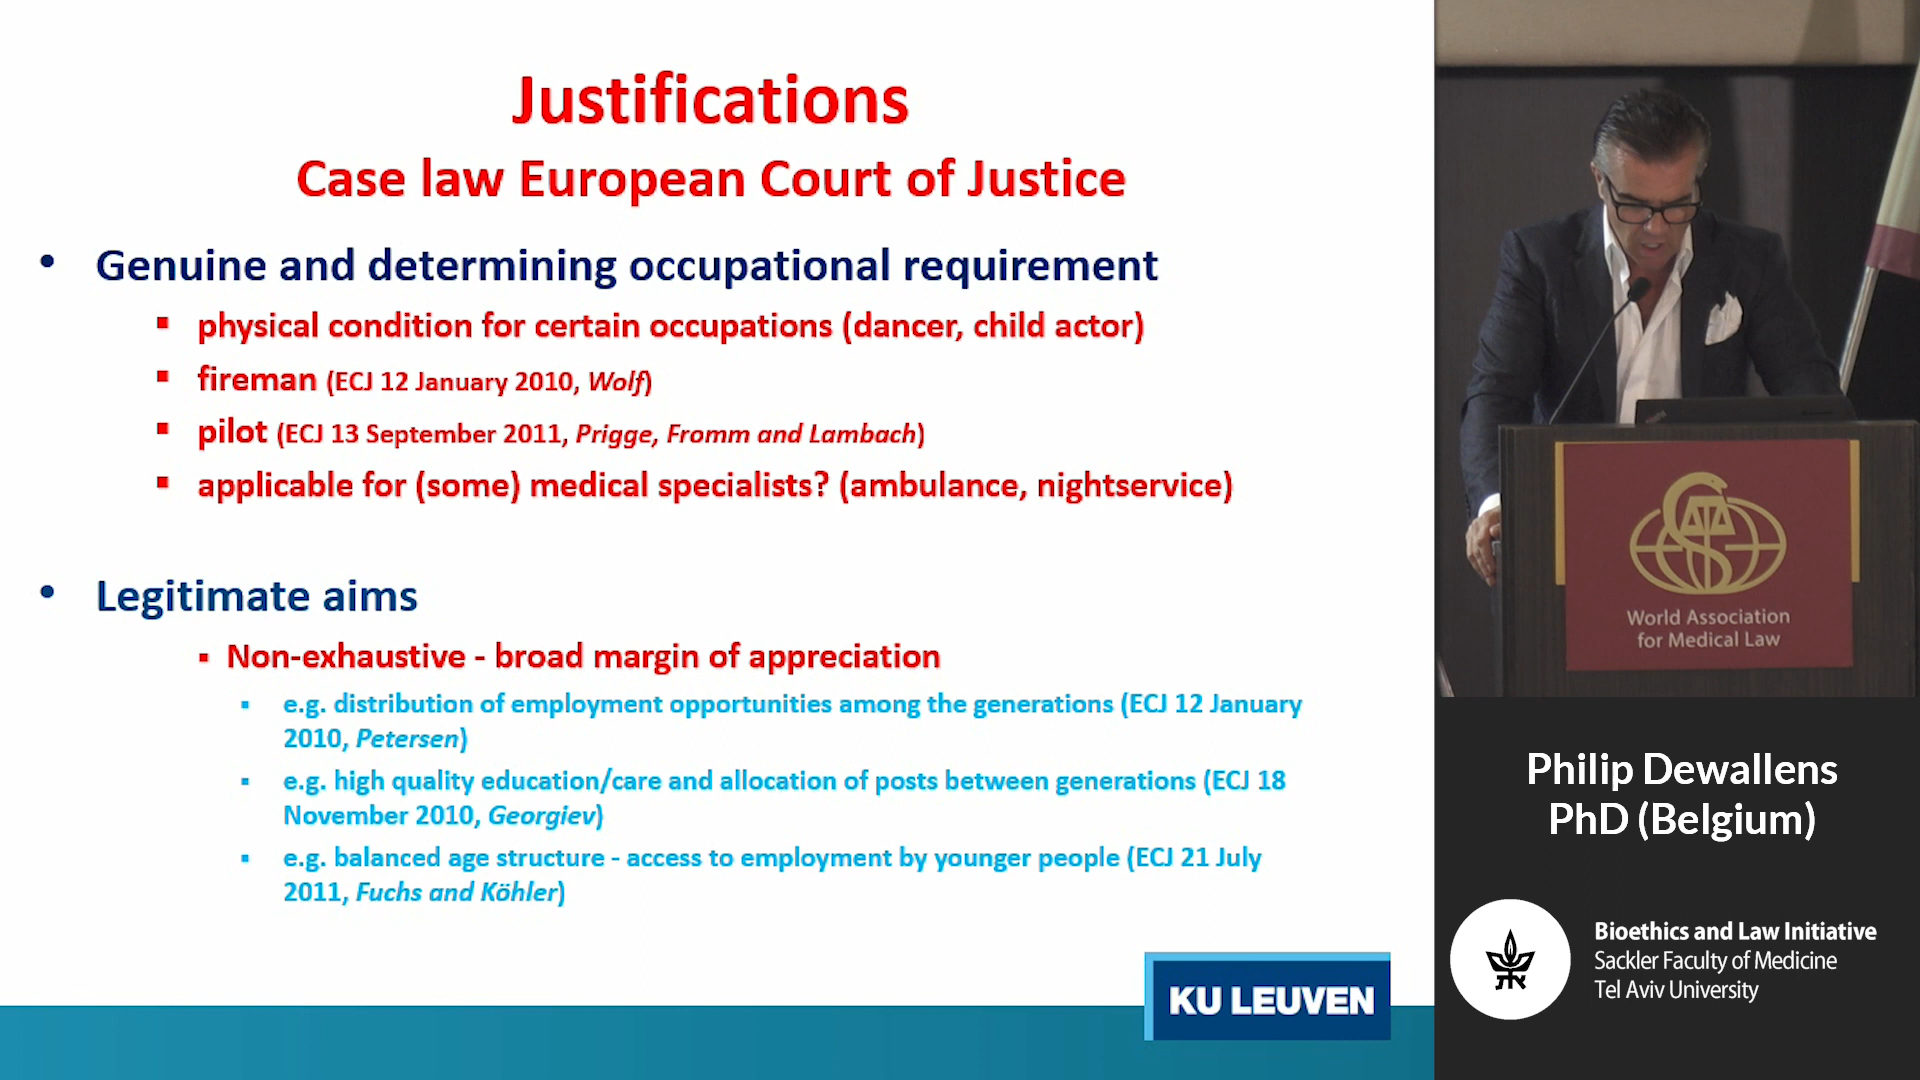 Justifications
Case law European Court of Justice
• Genuine and determining occupational requirement
▪ physical condition for certain occupations (dancer, child actor)
▪ fireman (ECJ 12 January 2010, Wolf)
▪ pilot (ECJ 13 September 2011, Prigge, Fromm and Lambach)
▪ applicable for (some) medical specialists? (ambulance, nightservice)
• Legitimate aims
▪ Non-exhaustive - broad margin of appreciation
▪ e.g. distribution of employment opportunities among the generations (ECJ 12 January
2010, Petersen)
▪ e.g. high quality education/care and allocation of posts between generations (ECJ 18
November 2010, Georgiev)
▪ e.g. balanced age structure - access to employment by younger people (ECJ 21 July
2011, Fuchs and Köhler)
KU LEUVEN
World Association
for Medical Law
Philip Dewallens
PhD (Belgium)
Bioethics and Law Initiative
Sackler Faculty of Medicine
Tel Aviv University